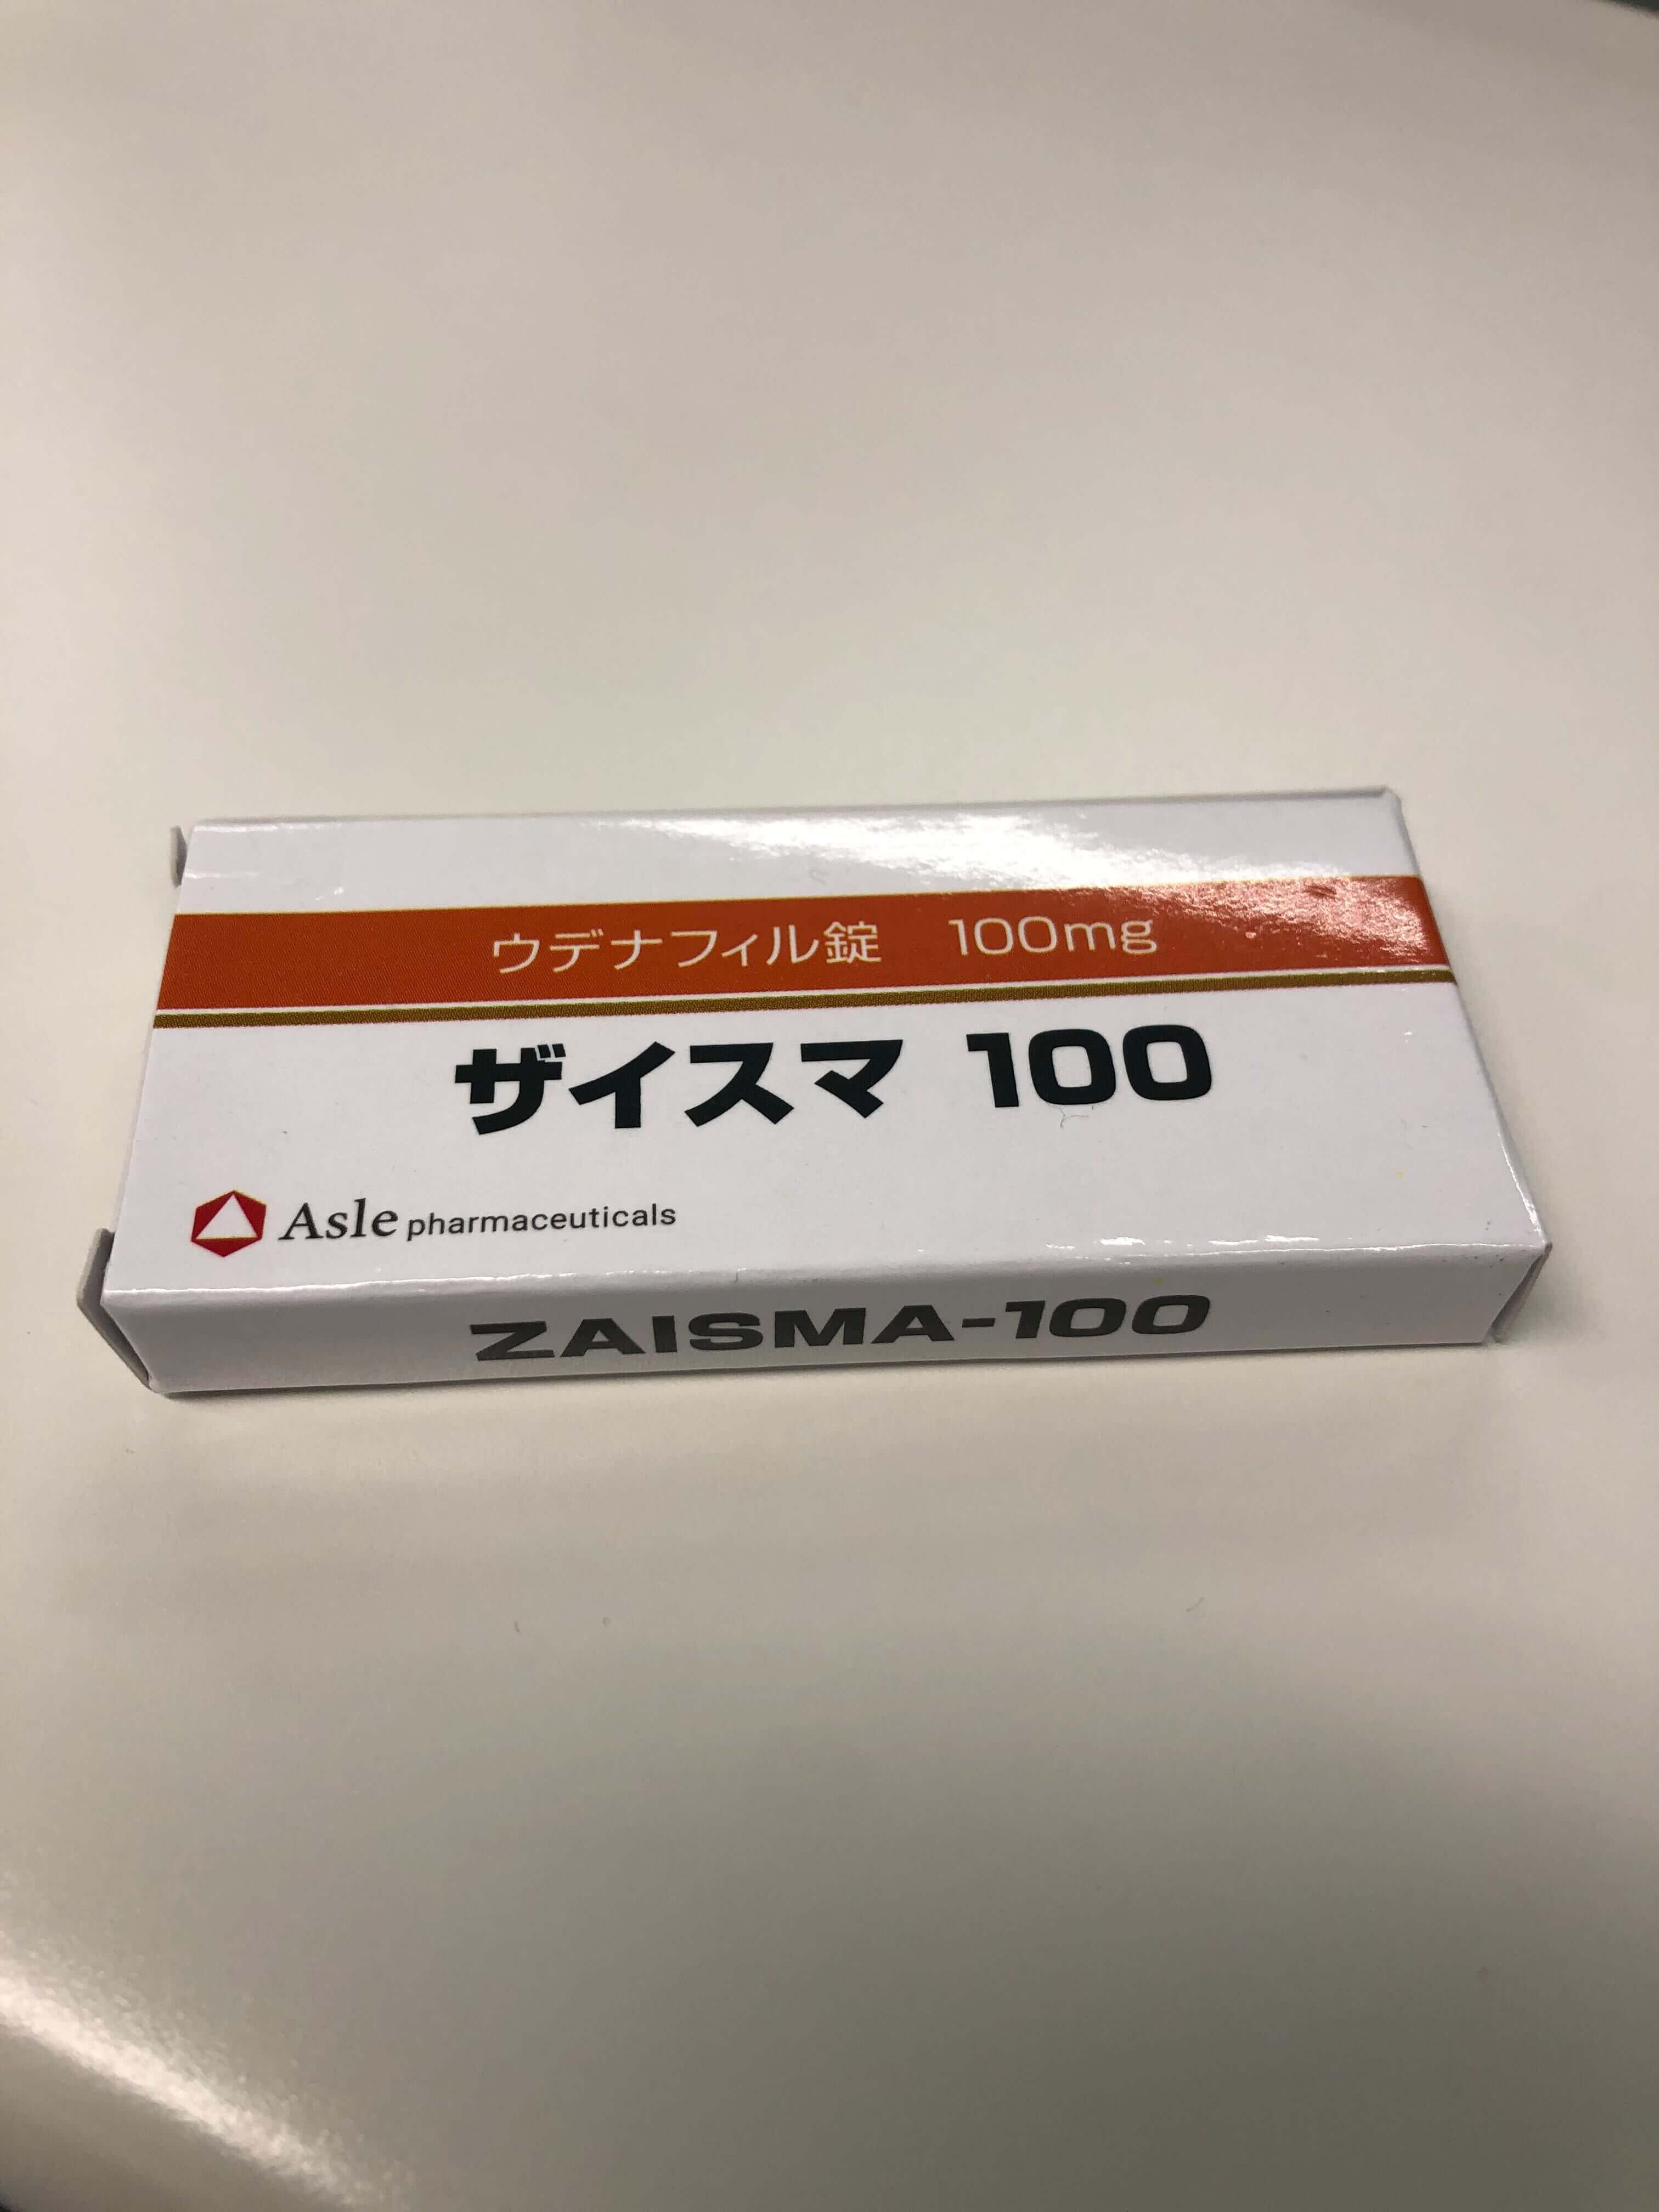 ウデナフィル錠 100mg
ザイスマ 100
Asle pharmaceuticals
ZAISMA-100